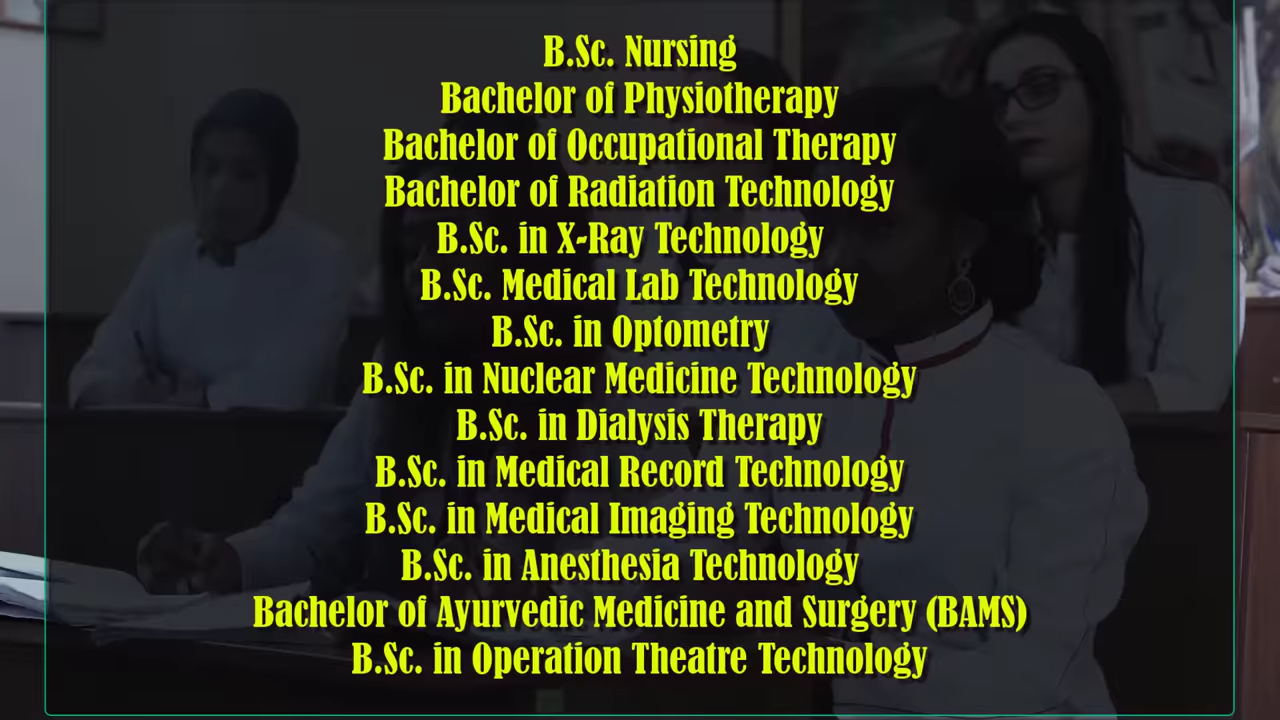 B.Sc. Nursing
Bachelor of Physiotherapy
Bachelor of Occupational Therapy
Bachelor of Radiation Technology
B.Sc. in X-Ray Technology
B.Sc. Medical Lab Technology
B.Sc. in Optometry
B.Sc. in Nuclear Medicine Technology
B.Sc. in Dialysis Therapy
B.Sc. in Medical Record Technology
B.Sc. in Medical Imaging Technology
B.Sc. in Anesthesia Technology
Bachelor of Ayurvedic Medicine and Surgery (BAMS)
B.Sc. in Operation Theatre Technology